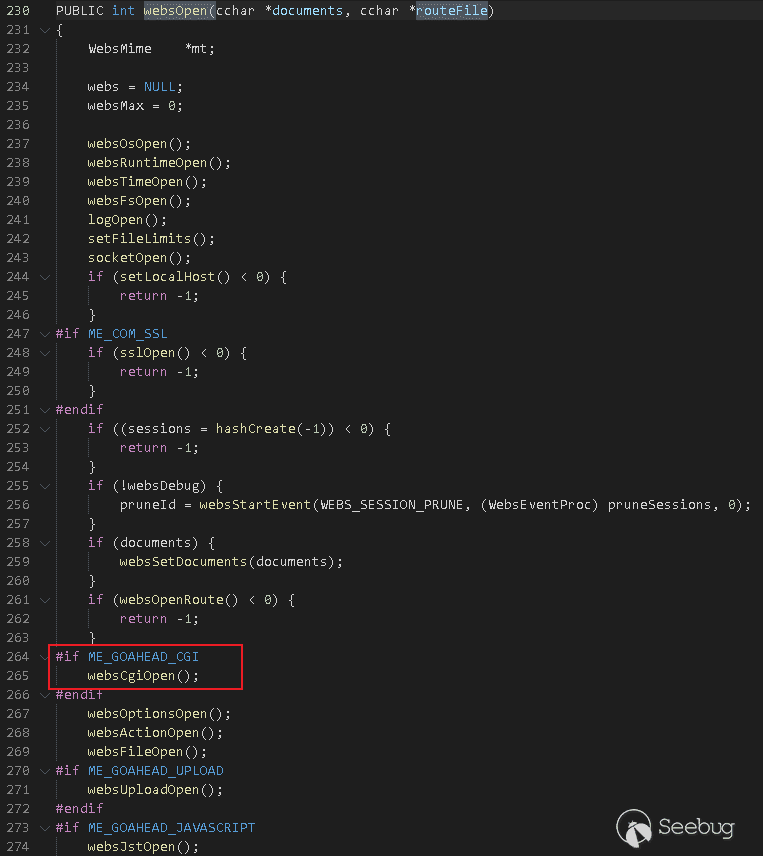 230 PUBLIC int websOpen(cchar *documents, cchar *routeFile)
231 {
232     WebsMime    *mt;
233
234     webs = NULL;
235     websMax = 0;
236
237     websOsOpen();
238     websRuntimeOpen();
239     websTimeOpen();
240     websFsOpen();
241     logOpen();
242     setFileLimits();
243     socketOpen();
244     if (setLocalHost() < 0) {
245         return -1;
246     }
247 #if ME_COM_SSL
248     if (sslOpen() < 0) {
249         return -1;
250     }
251 #endif
252     if ((sessions = hashCreate(-1)) < 0) {
253         return -1;
254     }
255     if (!websDebug) {
256         pruneId = websStartEvent(WEBS_SESSION_PRUNE, (WebsEventProc) pruneSessions, 0);
257     }
258     if (documents) {
259         websSetDocuments(documents);
260     }
261     if (websOpenRoute() < 0) {
262         return -1;
263     }
264 #if ME_GOAHEAD_CGI
265     websCgiOpen();
266 #endif
267     websOptionsOpen();
268     websActionOpen();
269     websFileOpen();
270 #if ME_GOAHEAD_UPLOAD
271     websUploadOpen();
272 #endif
273 #if ME_GOAHEAD_JAVASCRIPT
274     websJstOpen();
Seebug